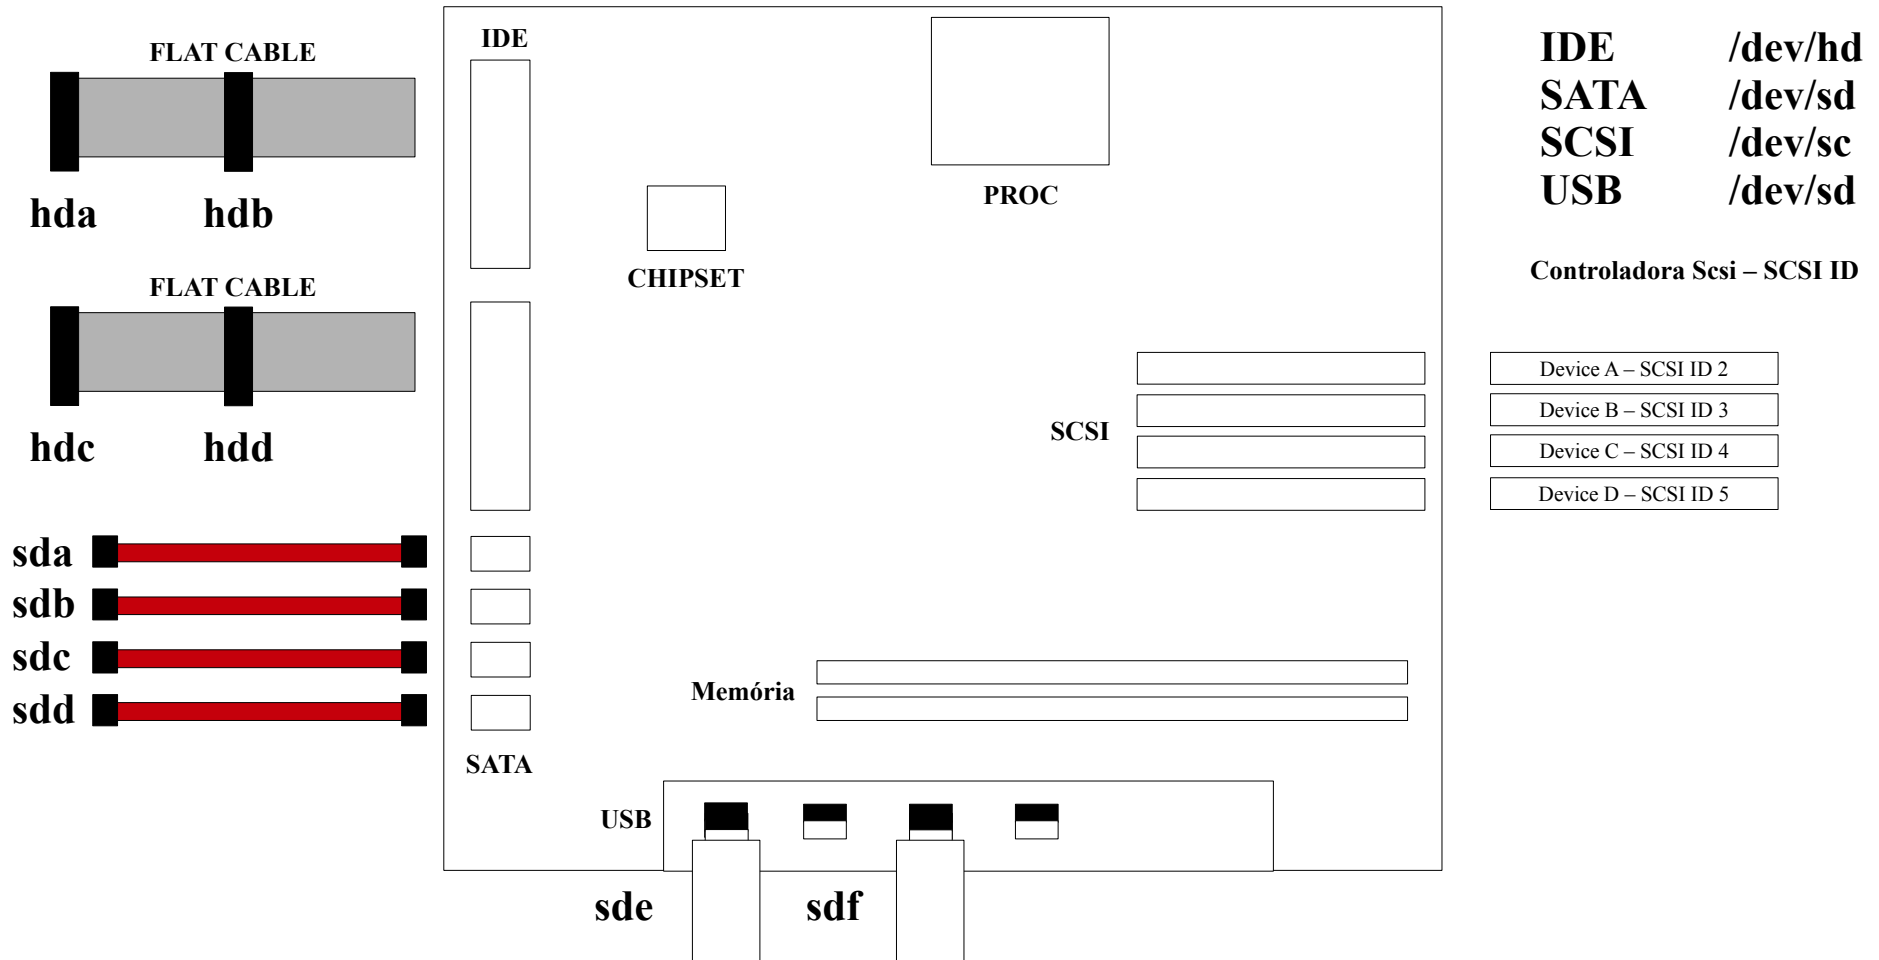 FLAT CABLE
hda hdb
FLAT CABLE
hdc hdd
sda
sdb
sdc
sdd
IDE
CHIPSET
PROC
SCSI
Memória
SATA
USB
sde sdf
IDE /dev/hd
SATA /dev/sd
SCSI /dev/sc
USB /dev/sd
Controladora Scsi – SCSI ID
Device A – SCSI ID 2
Device B – SCSI ID 3
Device C – SCSI ID 4
Device D – SCSI ID 5